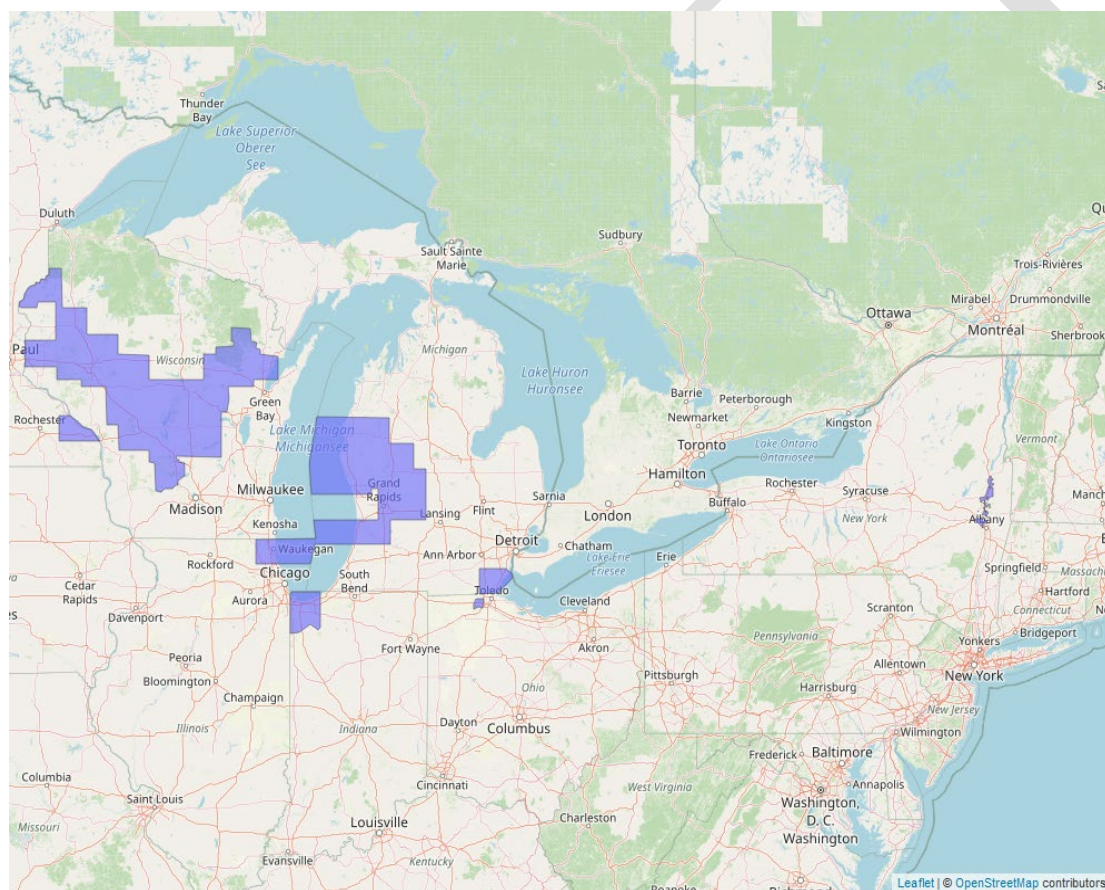 Thunder
Bay
Lake Superior
Oberer
See
Duluth
Sault Sainte
Marie
Sudbury
Qu
Trois-Rivières
Mirabel
Drummondville
Ottawa
Montréal
Sherbrook
Paul
Wisconsin
Michigan
Lake Huron
Huronsee
Barrie
Peterborough
Newmarket
Kingston
Green
Bay
Rochester
Lake Michigan
Michigansee
Toronto
Lake Ontario
Ontariosee
Vermont
Hamilton
Milwaukee
Madison
Grand
Rapids
Sarnia
London
Buffalo
Rochester
Syracuse
New York
Manch
Albany
Kenosha
Waukegan
Lansing
Flint
Rockford
Chicago
Ann Arbor
Detroit
Chatham
Lake Erie
Eriesee
Erie
Springfield
Massach
Cedar
Rapids
Aurora
South
Bend
Toledo
Cleveland
Scranton
Hartford
Connecticut
es
Davenport
Fort Wayne
Akron
Pennsylvania
Yonkers
Bridgeport
Peoria
Bloomington
Pittsburgh
Allentown
New York
Champaign
Ohio
Harrisburg
New Jersey
Illinois
Indiana
Dayton
Columbus
Wilmington
Columbia
Cincinnati
Frederick
Baltimore
Saint Louis
West Virginia
Annapolis
Washington,
D. C.
Washington
Missouri
Louisville
Charleston
Evansville
Kentucky
Roanoke
Leaflet | © OpenStreetMap contributors